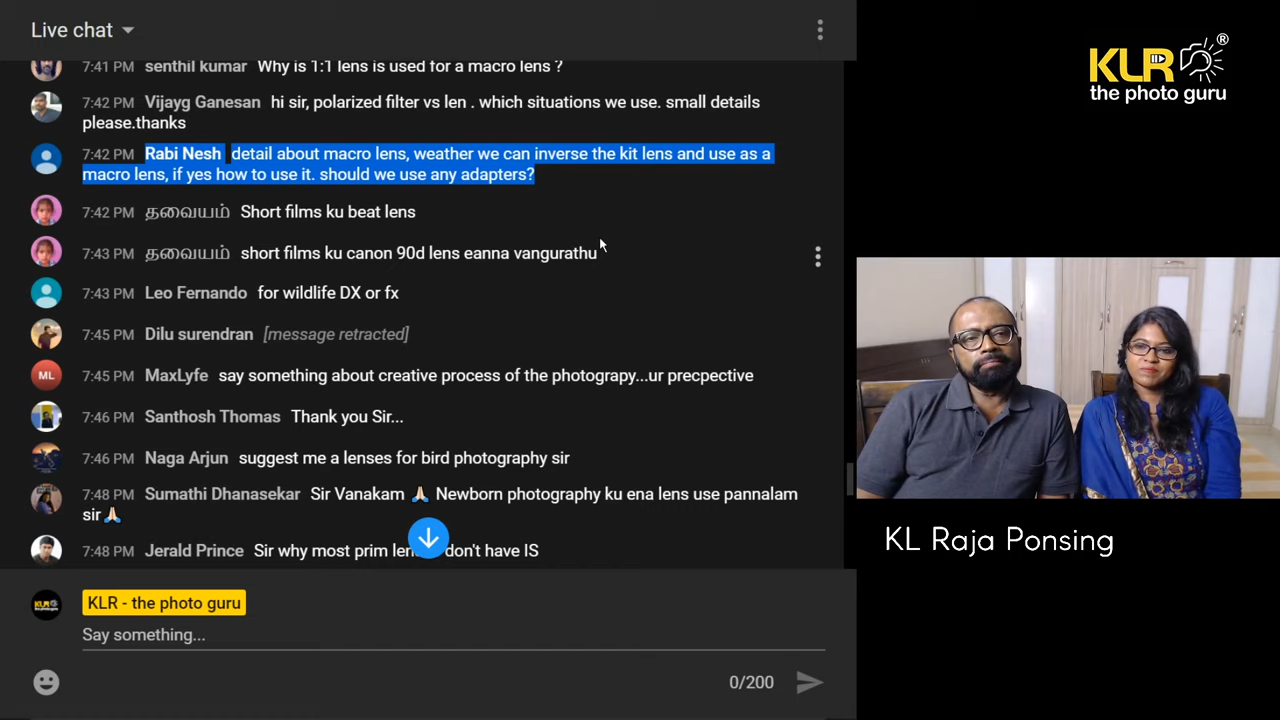 Live chat
7:41 PM senthil kumar Why is 1:1 lens is used for a macro lens ?
7:42 PM Vijayg Ganesan hi sir, polarized filter vs len . which situations we use. small details
please.thanks
7:42 PM Rabi Nesh detail about macro lens, weather we can inverse the kit lens and use as a
macro lens, if yes how to use it. should we use any adapters?
7:42 PM தவையம் Short films ku beat lens
7:43 PM தவையம் short films ku canon 90d lens eanna vangurathu
7:43 PM Leo Fernando for wildlife DX or fx
7:45 PM Dilu surendran [message retracted]
ML 7:45 PM MaxLyfe say something about creative process of the photograpy...ur precpective
7:46 PM Santhosh Thomas Thank you Sir...
7:46 PM Naga Arjun suggest me a lenses for bird photography sir
7:48 PM Sumathi Dhanasekar Sir Vanakam 🙏🏻 Newborn photography ku ena lens use pannalam
sir🙏🏻
7:48 PM Jerald Prince Sir why most prim len don't have IS
KLR - the photo guru
Say something...
0/200
KLR ®
the photo guru
KL Raja Ponsing